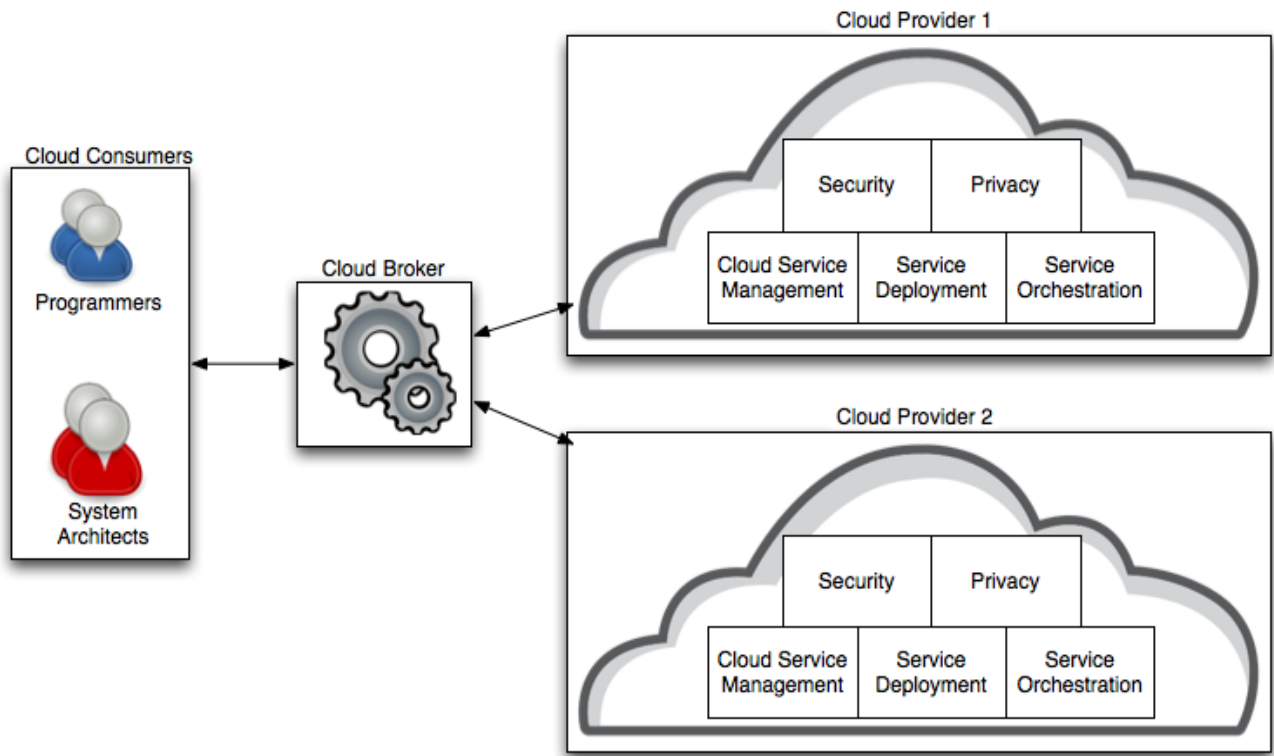 Cloud Provider 1
Security
Privacy
Cloud Service
Management
Service
Deployment
Service
Orchestration
Cloud Consumers
Programmers
System
Architects
Cloud Broker
Cloud Provider 2
Security
Privacy
Cloud Service
Management
Service
Deployment
Service
Orchestration